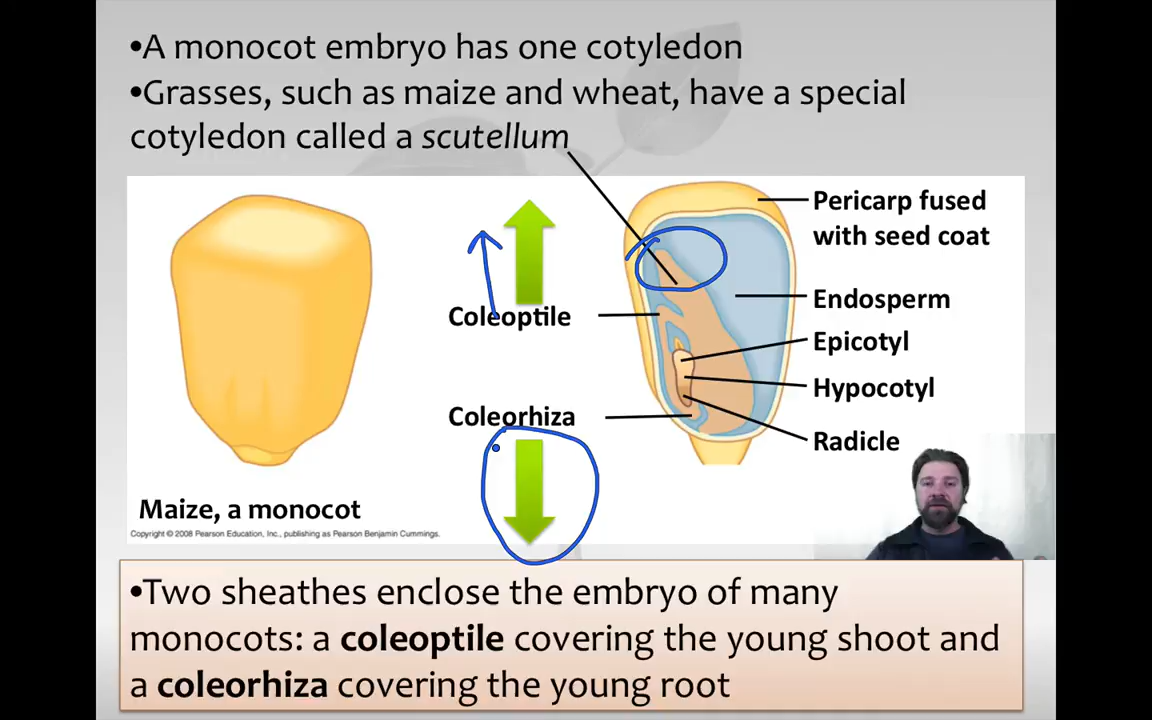 •A monocot embryo has one cotyledon
•Grasses, such as maize and wheat, have a special
cotyledon called a scutellum
Pericarp fused
with seed coat
Endosperm
Coleoptile
Epicotyl
Hypocotyl
Coleorhiza
Radicle
Maize, a monocot
Copyright © 2008 Pearson Education, Inc., publishing as Pearson Benjamin Cummings.
•Two sheathes enclose the embryo of many
monocots: a coleoptile covering the young shoot and
a coleorhiza covering the young root